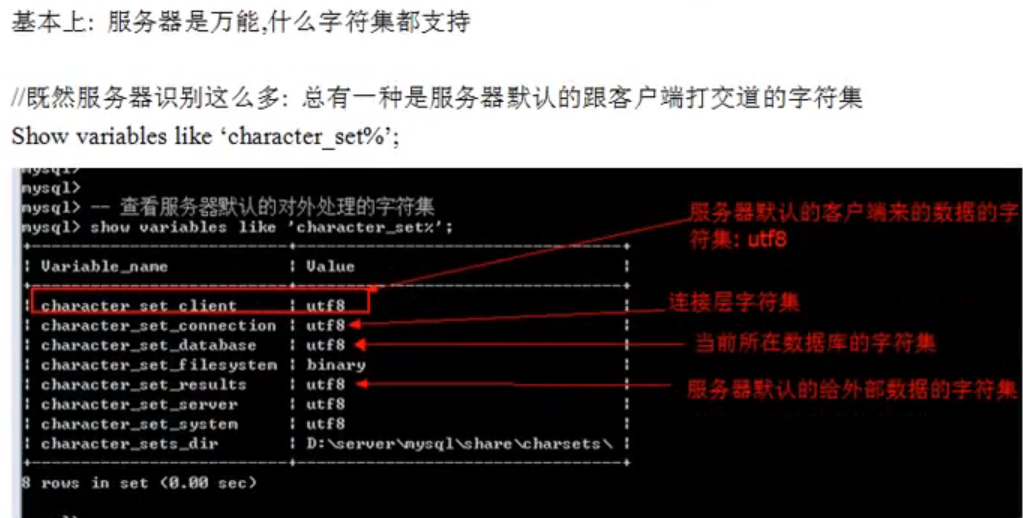 基本上: 服务器是万能,什么字符集都支持
//既然服务器识别这么多: 总有一种是服务器默认的跟客户端打交道的字符集
Show variables like ‘character_set%’;
mysql>
mysql>
mysql> -- 查看服务器默认的对外处理的字符集
mysql> show variables like 'character_set%';
服务器默认的客户端来的数据的字
符集: utf8
| Variable_name | Value |
| character_set_client | utf8
| character_set_connection | utf8
连接层字符集
| character_set_database | utf8
当前所在数据库的字符集
| character_set_filesystem | binary
| character_set_results | utf8
服务器默认的给外部数据的字符集
| character_set_server | utf8
| character_set_system | utf8
| character_sets_dir | D:\server\mysql\share\charsets\ |
8 rows in set (0.00 sec)